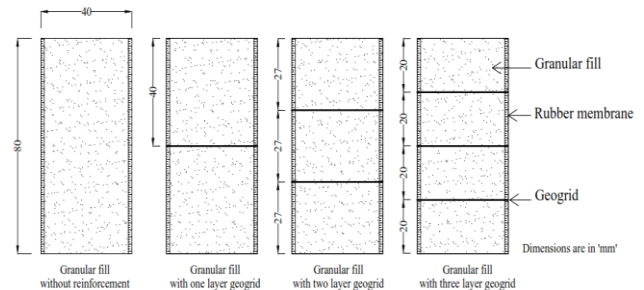 40
80
40
27
27
27
20
20
20
20
Granular fill
Rubber membrane
Geogrid
Dimensions are in 'mm'
Granular fill
without reinforcement
Granular fill
with one layer geogrid
Granular fill
with two layer geogrid
Granular fill
with three layer geogrid